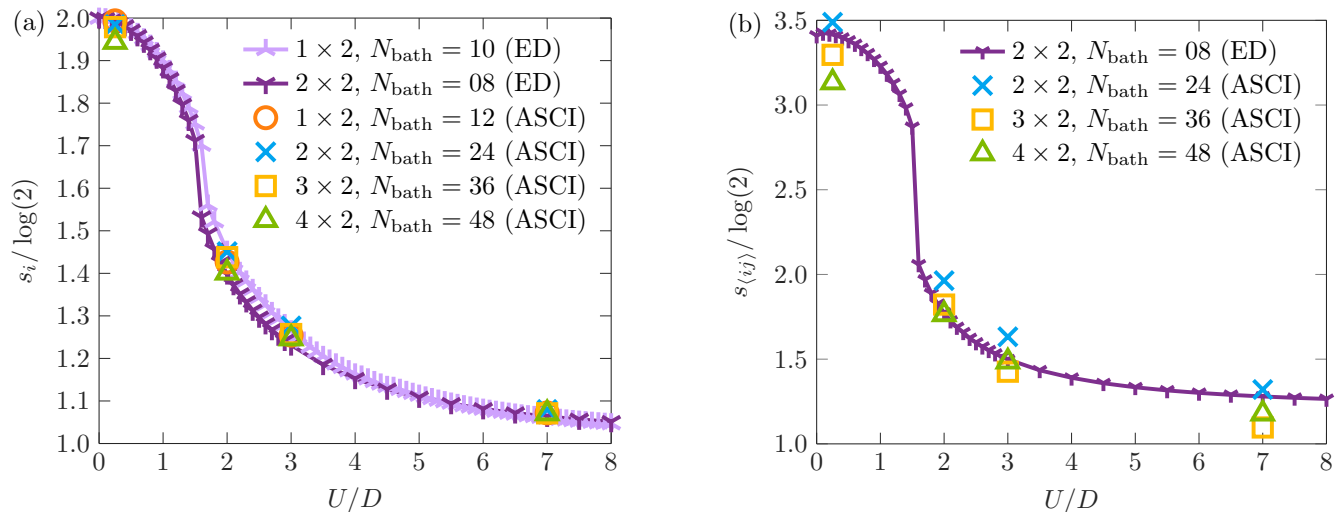 (a)
2.0
1.9
1.8
1.7
1.6
1.5
1.4
1.3
1.2
1.1
1.0
s_i / log(2)
1 × 2, N_bath = 10 (ED)
2 × 2, N_bath = 08 (ED)
1 × 2, N_bath = 12 (ASCI)
2 × 2, N_bath = 24 (ASCI)
3 × 2, N_bath = 36 (ASCI)
4 × 2, N_bath = 48 (ASCI)
0 1 2 3 4 5 6 7 8
U/D
(b)
3.5
3.0
2.5
2.0
1.5
1.0
s_⟨ij⟩ / log(2)
2 × 2, N_bath = 08 (ED)
2 × 2, N_bath = 24 (ASCI)
3 × 2, N_bath = 36 (ASCI)
4 × 2, N_bath = 48 (ASCI)
0 1 2 3 4 5 6 7 8
U/D